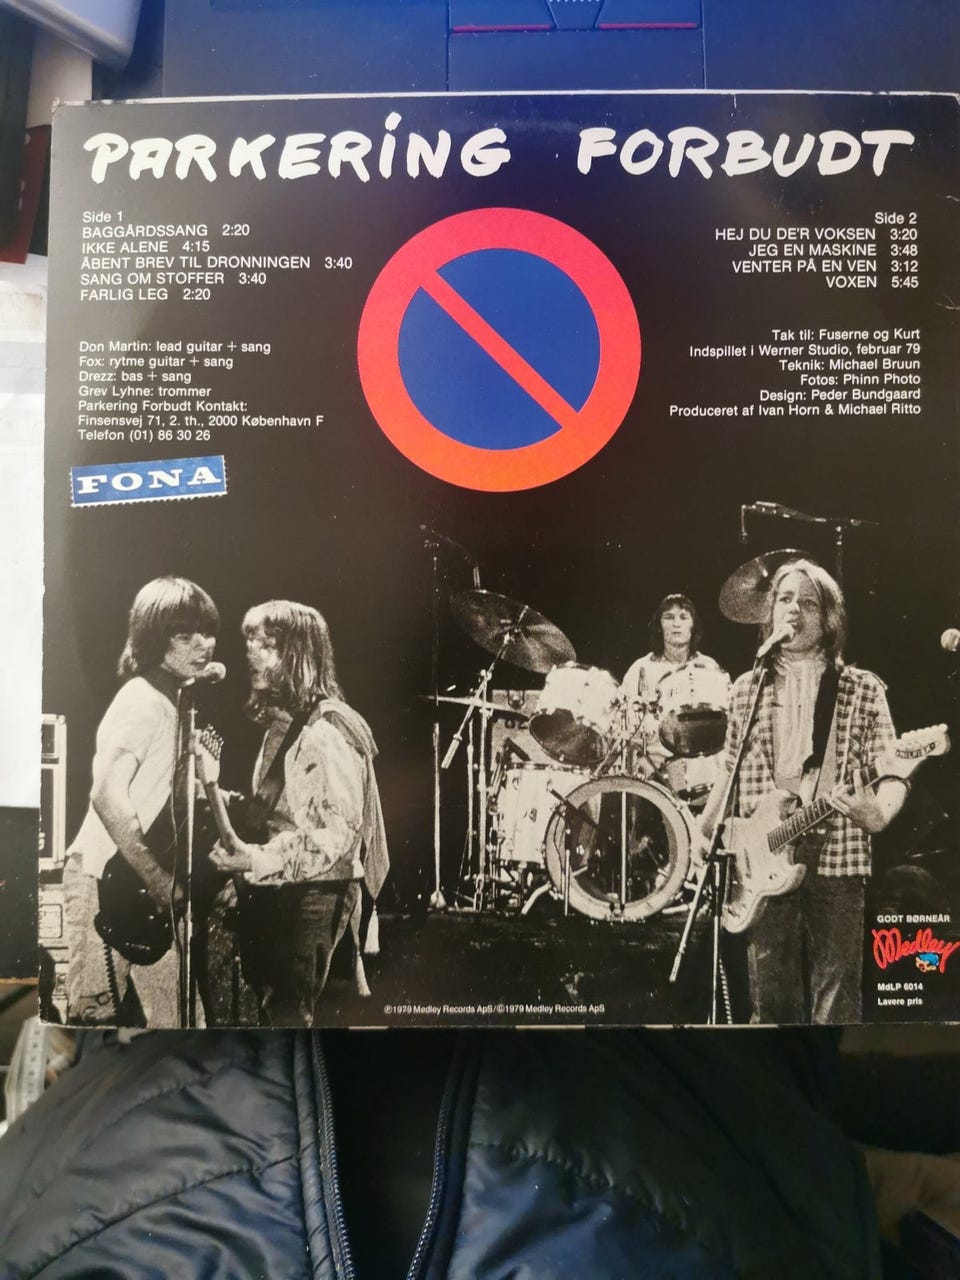 PARKERING FORBUDT
Side 1
BAGGÅRDSSANG 2:20
IKKE ALENE 4:15
ÅBENT BREV TIL DRONNINGEN 3:40
SANG OM STOFFER 3:40
FARLIG LEG 2:20
Side 2
HEJ DU DE'R VOKSEN 3:20
JEG EN MASKINE 3:48
VENTER PÅ EN VEN 3:12
VOXEN 5:45
Don Martin: lead guitar + sang
Fox: rytme guitar + sang
Drezz: bas + sang
Grev Lyhne: trommer
Parkering Forbudt Kontakt:
Finsensvej 71, 2. th., 2000 København F
Telefon (01) 86 30 26
Tak til: Fuserne og Kurt
Indspillet i Werner Studio, februar 79
Teknik: Michael Bruun
Fotos: Phinn Photo
Design: Peder Bundgaard
Produceret af Ivan Horn & Michael Ritto
FONA
GODT BØRNEÅR
Medley
MdLP 6014
Lavere pris
℗1979 Medley Records ApS/©1979 Medley Records ApS